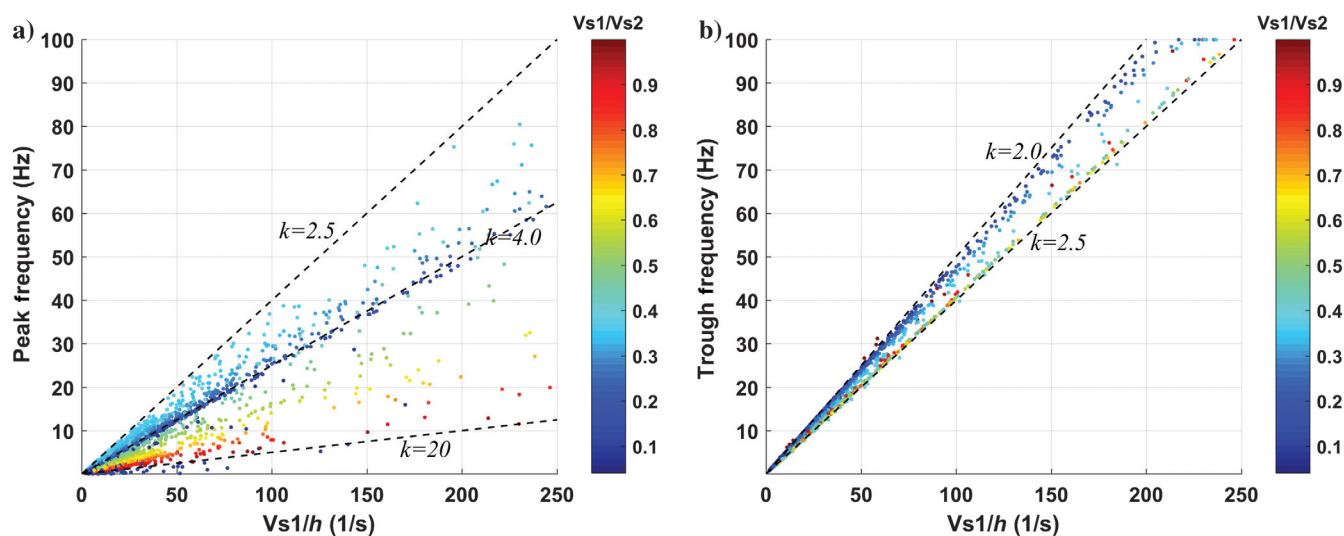 a)
Vs1/Vs2
100
90
80
70
60
50
40
30
20
10
Peak frequency (Hz)
k=2.5
k=4.0
k=20
0 50 100 150 200 250
Vs1/h (1/s)
0.9
0.8
0.7
0.6
0.5
0.4
0.3
0.2
0.1
b)
Vs1/Vs2
100
90
80
70
60
50
40
30
20
10
Trough frequency (Hz)
k=2.0
k=2.5
0 50 100 150 200 250
Vs1/h (1/s)
0.9
0.8
0.7
0.6
0.5
0.4
0.3
0.2
0.1